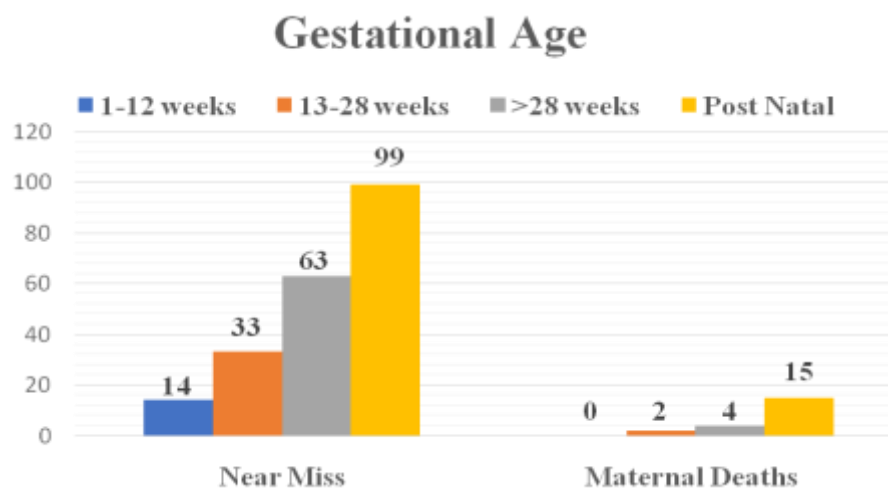 Gestational Age
1-12 weeks 13-28 weeks >28 weeks Post Natal
120
100
80
60
40
20
0
14 33 63 99
0 2 4 15
Near Miss Maternal Deaths